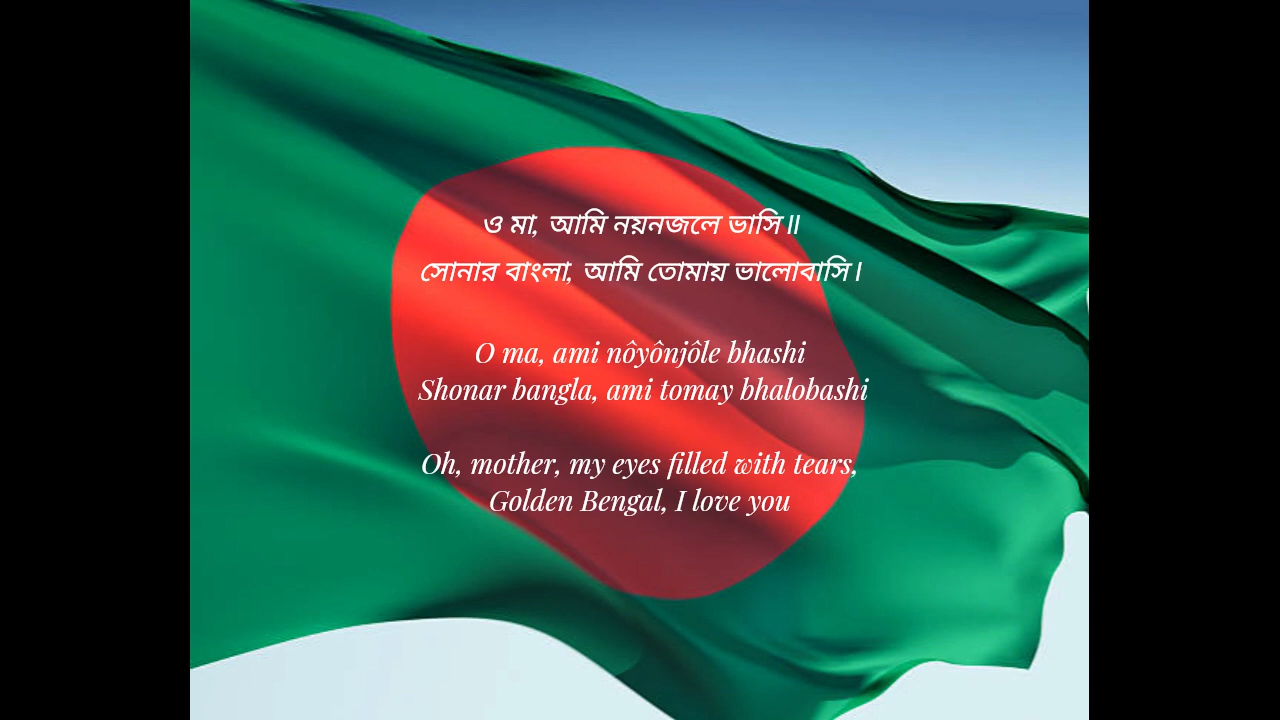 ও মা, আমি নয়নজলে ভাসি॥
সোনার বাংলা, আমি তোমায় ভালোবাসি।
O ma, ami nôyônjôle bhashi
Shonar bangla, ami tomay bhalobashi
Oh, mother, my eyes filled with tears,
Golden Bengal, I love you